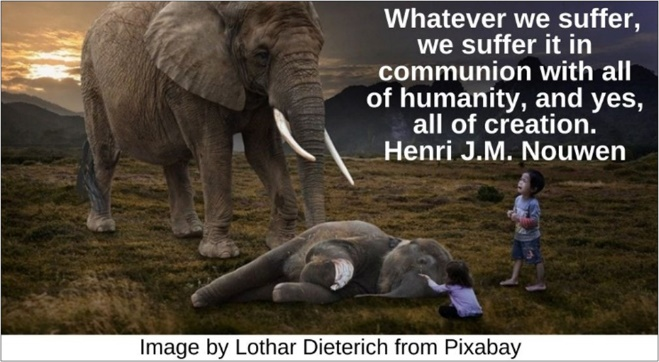 Whatever we suffer,
we suffer it in
communion with all
of humanity, and yes,
all of creation.
Henri J.M. Nouwen
Image by Lothar Dieterich from Pixabay